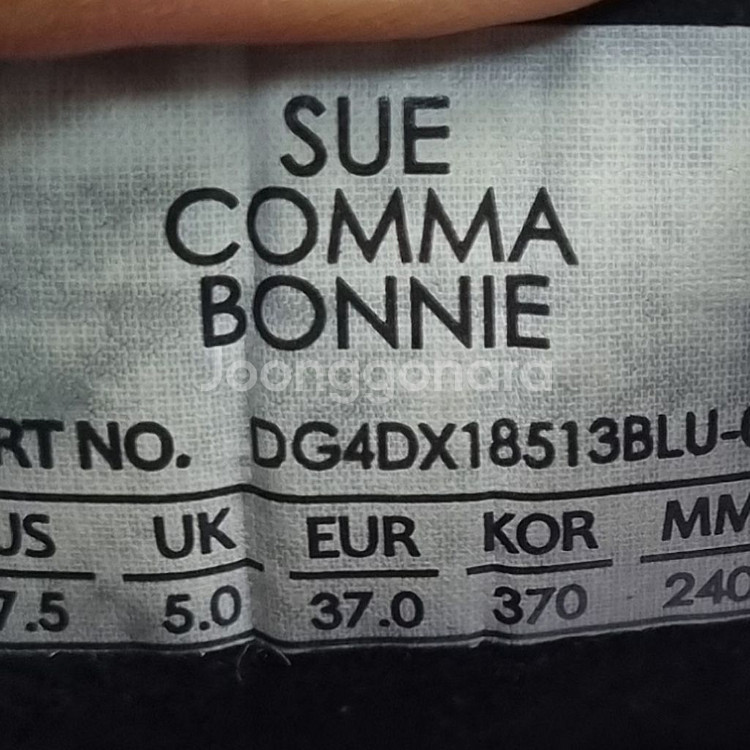 SUE
COMMA
BONNIE
Joonggonara
RT NO. DG4DX18513BLU-
US UK EUR KOR MM
7.5 5.0 37.0 370 240